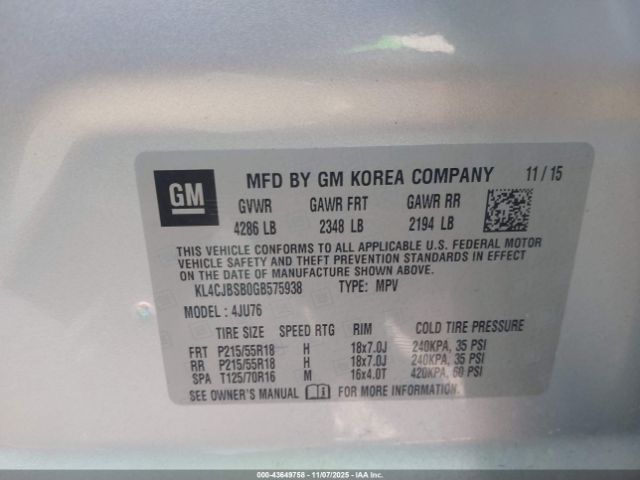 GM
MFD BY GM KOREA COMPANY 11 / 15
GVWR GAWR FRT GAWR RR
4286 LB 2348 LB 2194 LB
THIS VEHICLE CONFORMS TO ALL APPLICABLE U.S. FEDERAL MOTOR
VEHICLE SAFETY AND THEFT PREVENTION STANDARDS IN EFFECT ON
THE DATE OF MANUFACTURE SHOWN ABOVE.
KL4CJBSB0GB575938 TYPE: MPV
MODEL : 4JU76
TIRE SIZE SPEED RTG RIM COLD TIRE PRESSURE
FRT P215/55R18 H 18x7.0J 240KPA, 35 PSI
RR P215/55R18 H 18x7.0J 240KPA, 35 PSI
SPA T125/70R16 M 16x4.0T 420KPA, 60 PSI
SEE OWNER'S MANUAL FOR MORE INFORMATION.
000-43649758 - 11/07/2025 - IAA INC.